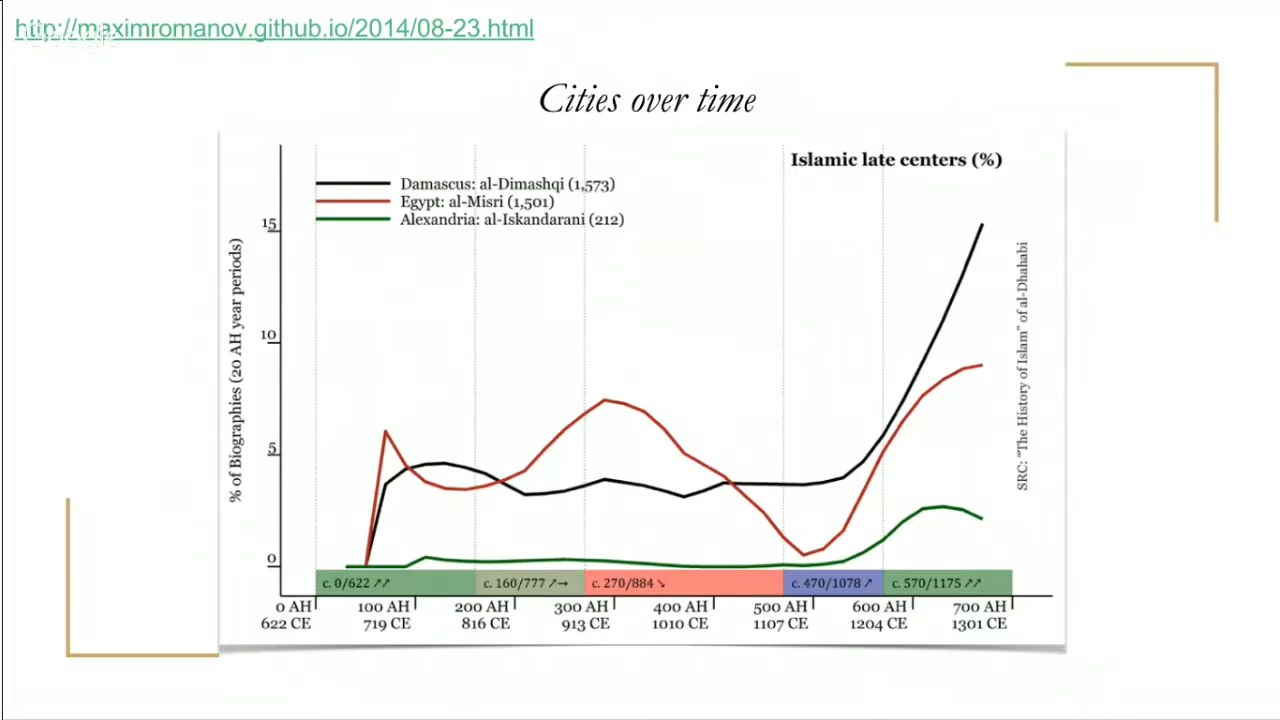 http://maximromanov.github.io/2014/08-23.html
Google
Cities over time
Islamic late centers (%)
Damascus: al-Dimashqi (1,573)
Egypt: al-Misri (1,501)
Alexandria: al-Iskandarani (212)
% of Biographies (20 AH year periods)
15
10
5
0
SRC: "The History of Islam" of al-Dhahabi
c. 0/622 ↗↗ c. 160/777 ↗→ c. 270/884 ↘ c. 470/1078 ↗ c. 570/1175 ↗↗
0 AH 100 AH 200 AH 300 AH 400 AH 500 AH 600 AH 700 AH
622 CE 719 CE 816 CE 913 CE 1010 CE 1107 CE 1204 CE 1301 CE